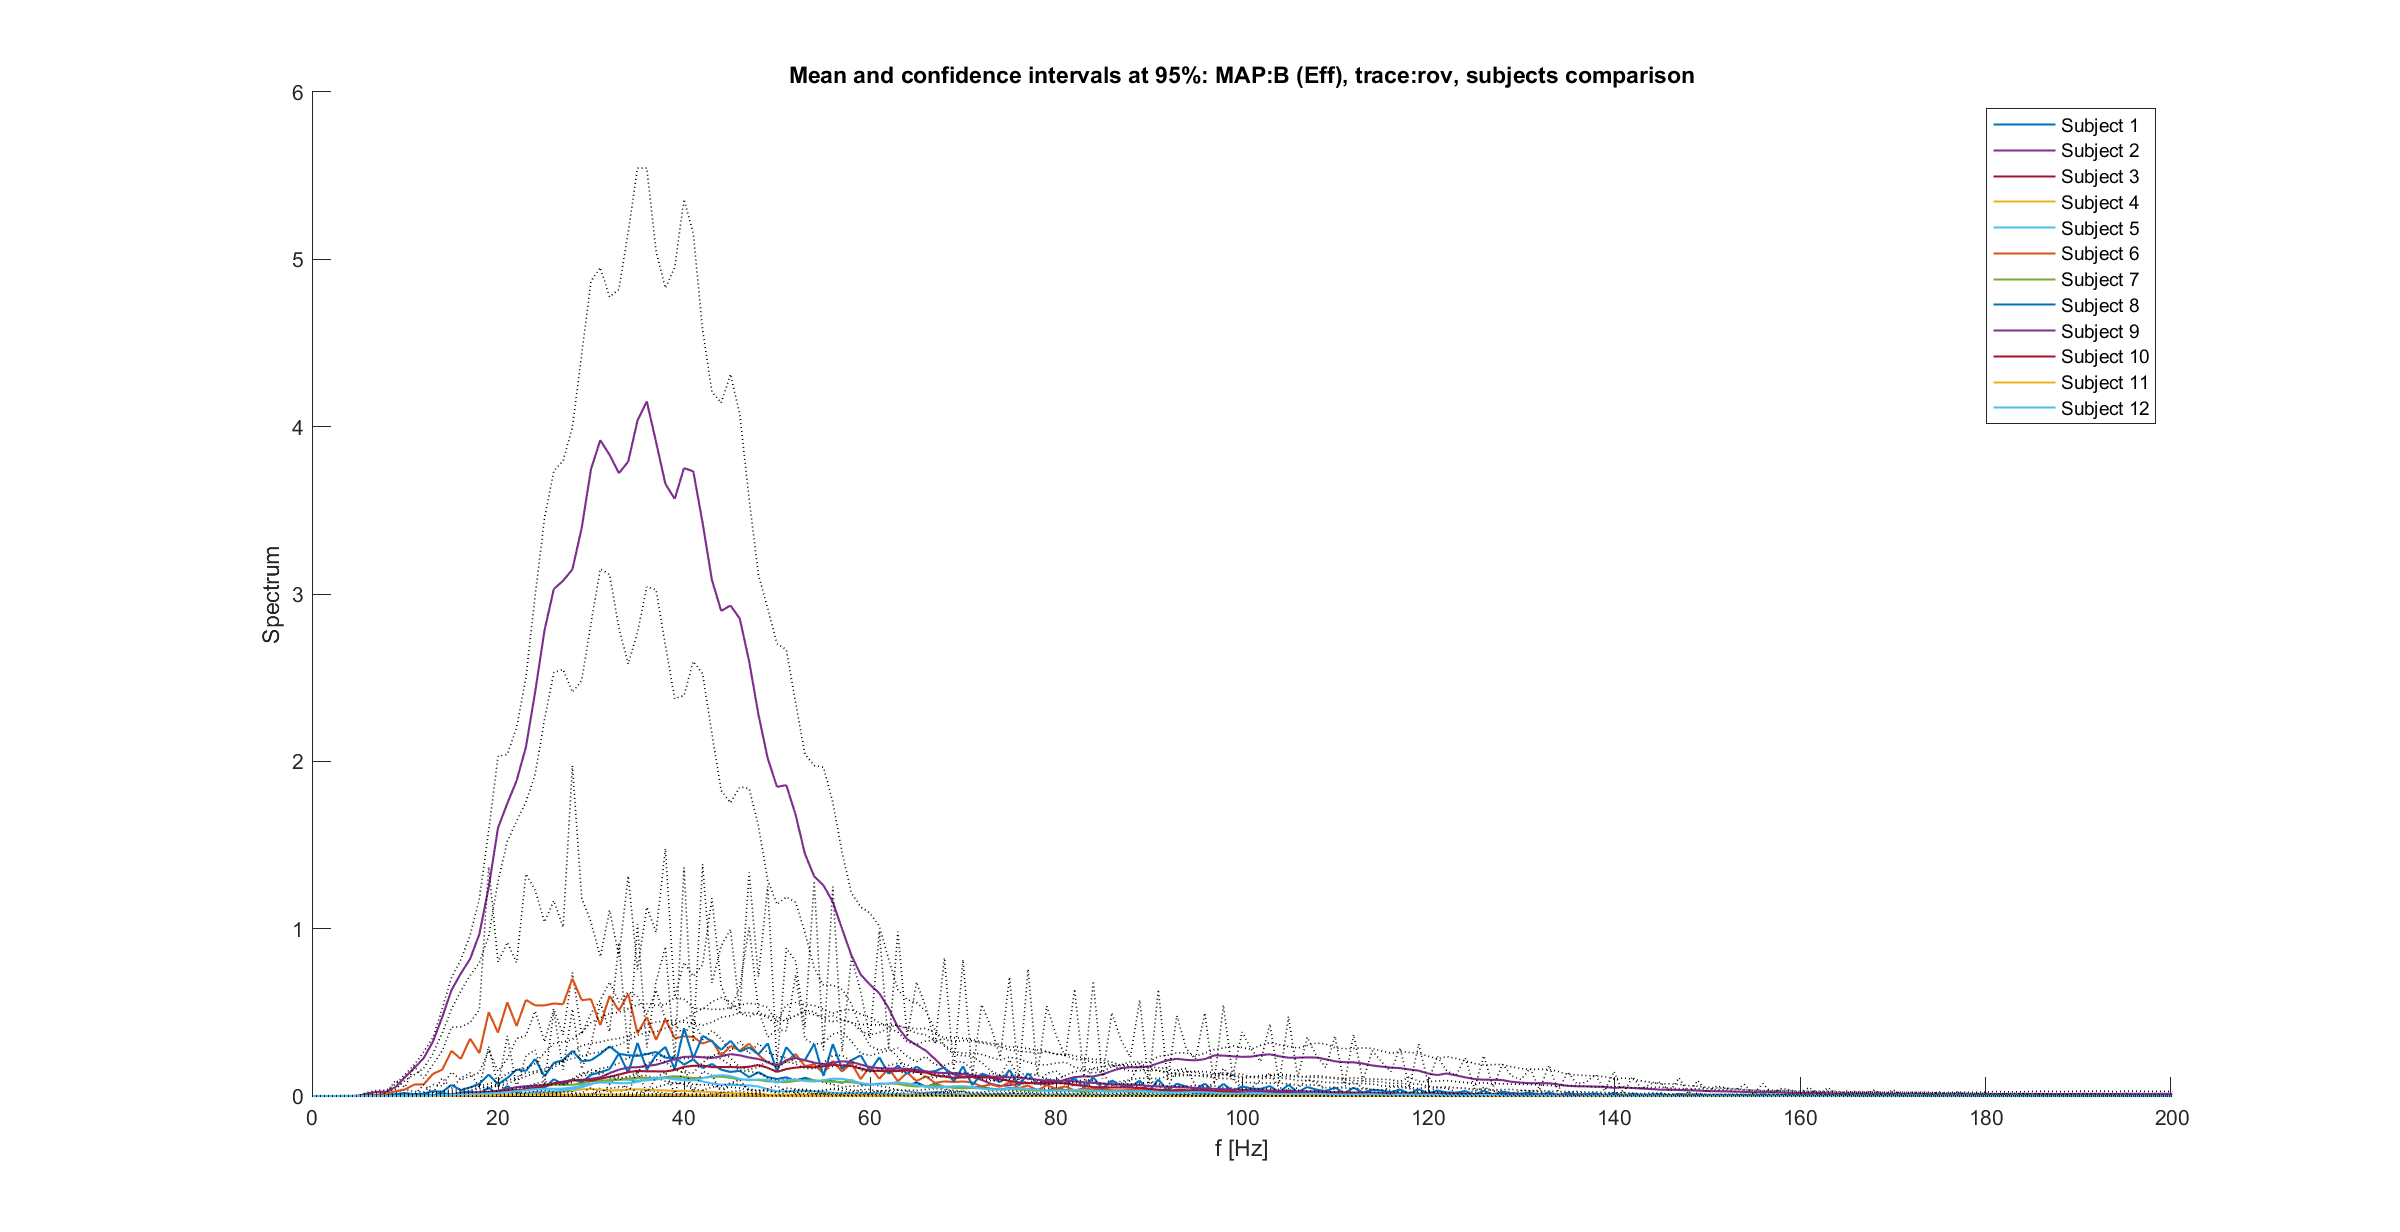 Mean and confidence intervals at 95%: MAP:B (Eff), trace:rov, subjects comparison
6
5
4
3
2
1
0
Spectrum
Subject 1
Subject 2
Subject 3
Subject 4
Subject 5
Subject 6
Subject 7
Subject 8
Subject 9
Subject 10
Subject 11
Subject 12
0 20 40 60 80 100 120 140 160 180 200
f [Hz]